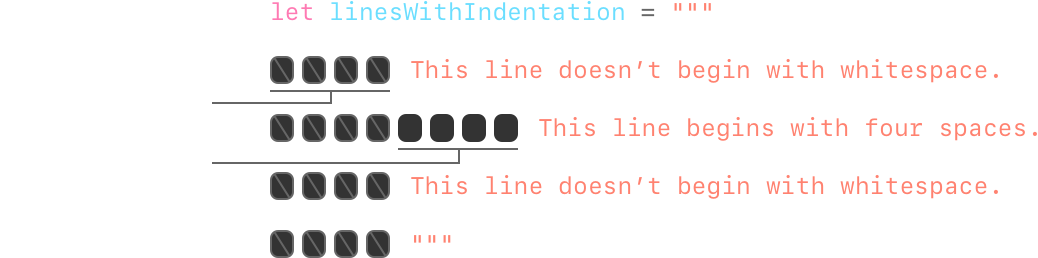 let linesWithIndentation = """
This line doesn’t begin with whitespace.
This line begins with four spaces.
This line doesn’t begin with whitespace.
"""